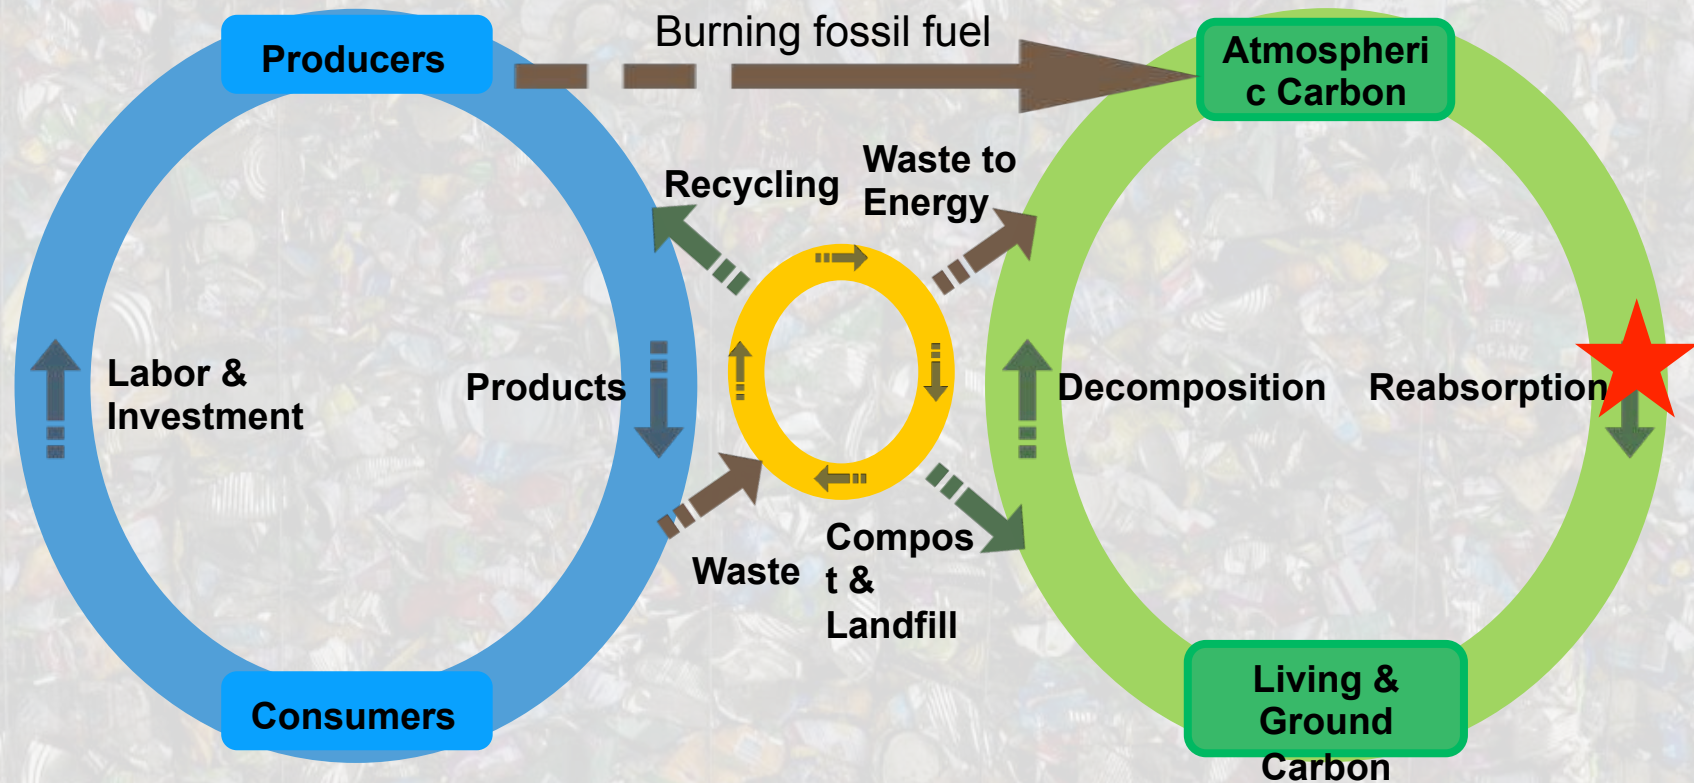 Burning fossil fuel
Producers
Atmospheri
c Carbon
Recycling
Waste to
Energy
Labor &
Investment
Products
Decomposition
Reabsorption
Waste
Compos
t &
Landfill
Consumers
Living &
Ground
Carbon